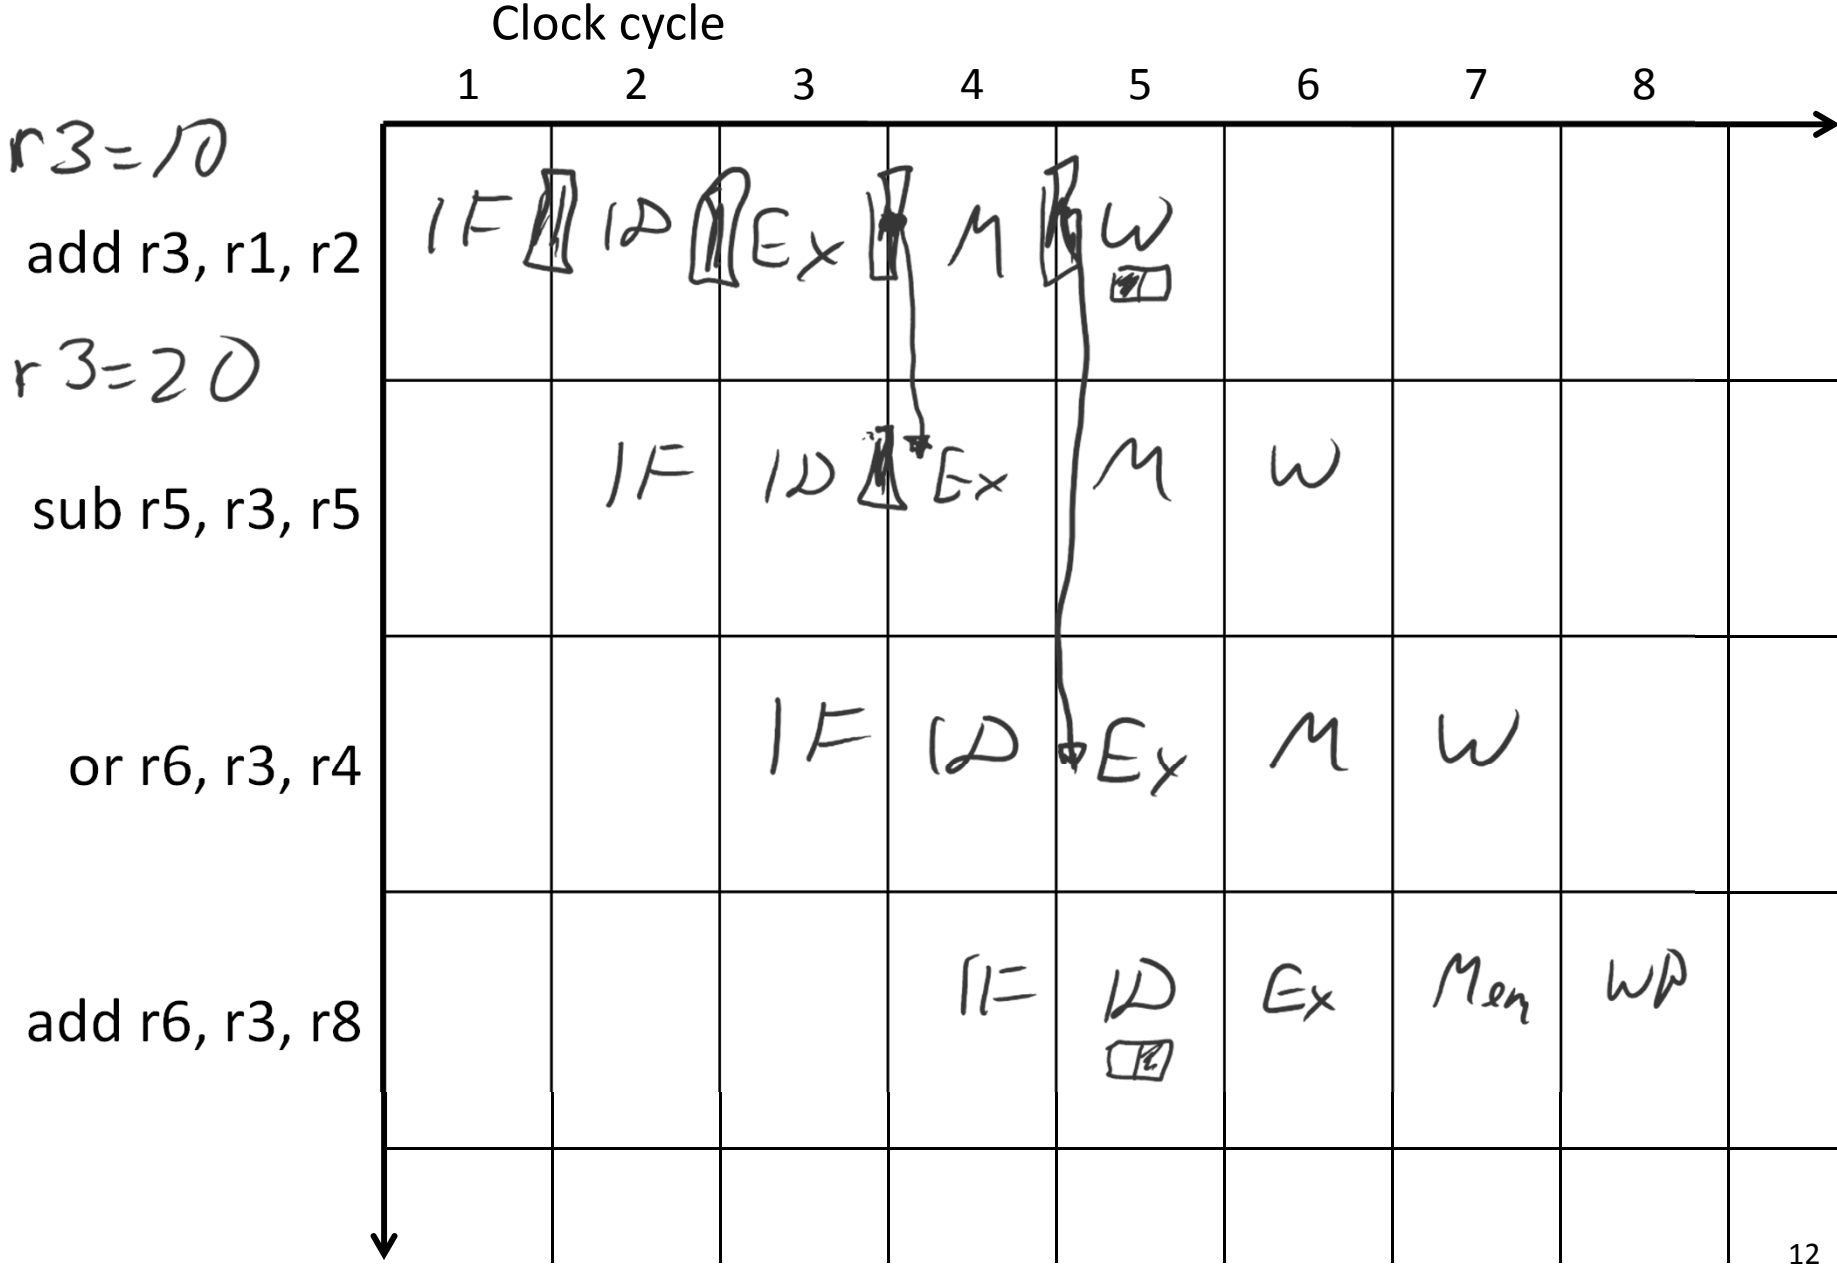 Clock cycle
1 2 3 4 5 6 7 8
r3=10
add r3, r1, r2 IF ID Ex M W
r3=20
sub r5, r3, r5 IF ID Ex M W
or r6, r3, r4 IF ID Ex M W
add r6, r3, r8 IF ID Ex Mem WB
12